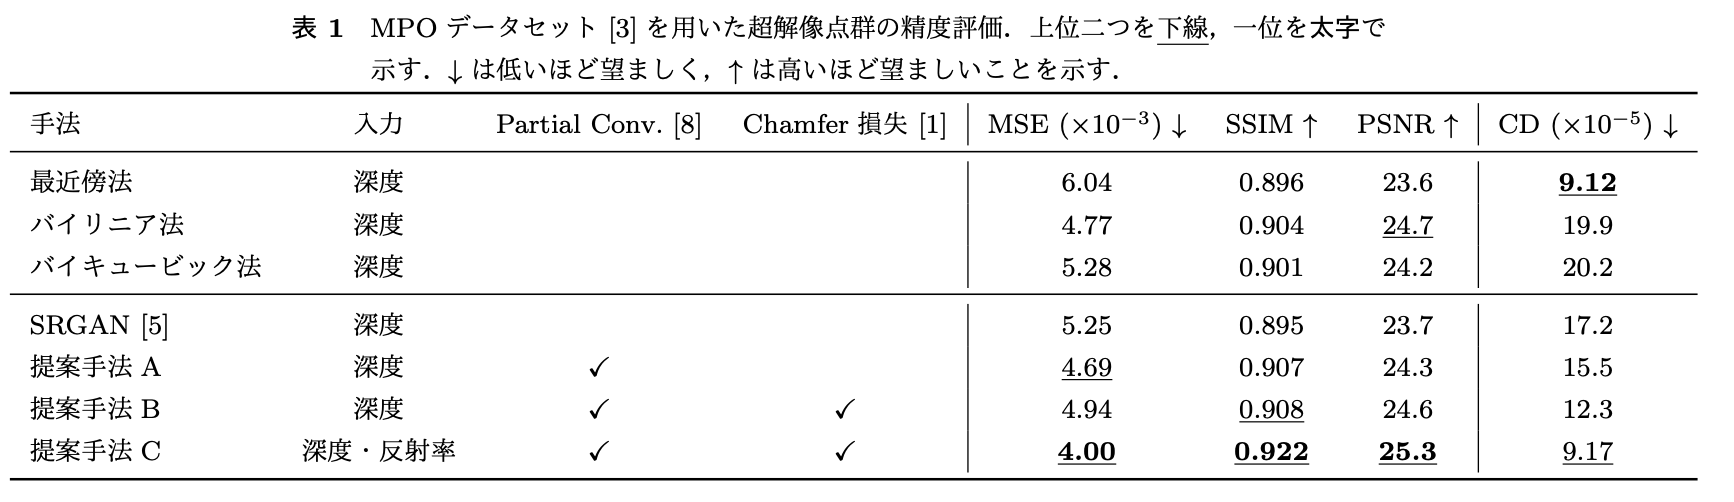 表 1 MPO データセット [3] を用いた超解像点群の精度評価．上位二つを下線，一位を太字で
示す．↓ は低いほど望ましく，↑ は高いほど望ましいことを示す．
手法 入力 Partial Conv. [8] Chamfer 損失 [1] MSE (×10⁻³) ↓ SSIM ↑ PSNR ↑ CD (×10⁻⁵) ↓
最近傍法 深度 6.04 0.896 23.6 9.12
バイリニア法 深度 4.77 0.904 24.7 19.9
バイキュービック法 深度 5.28 0.901 24.2 20.2
SRGAN [5] 深度 5.25 0.895 23.7 17.2
提案手法 A 深度 ✓ 4.69 0.907 24.3 15.5
提案手法 B 深度 ✓ ✓ 4.94 0.908 24.6 12.3
提案手法 C 深度・反射率 ✓ ✓ 4.00 0.922 25.3 9.17